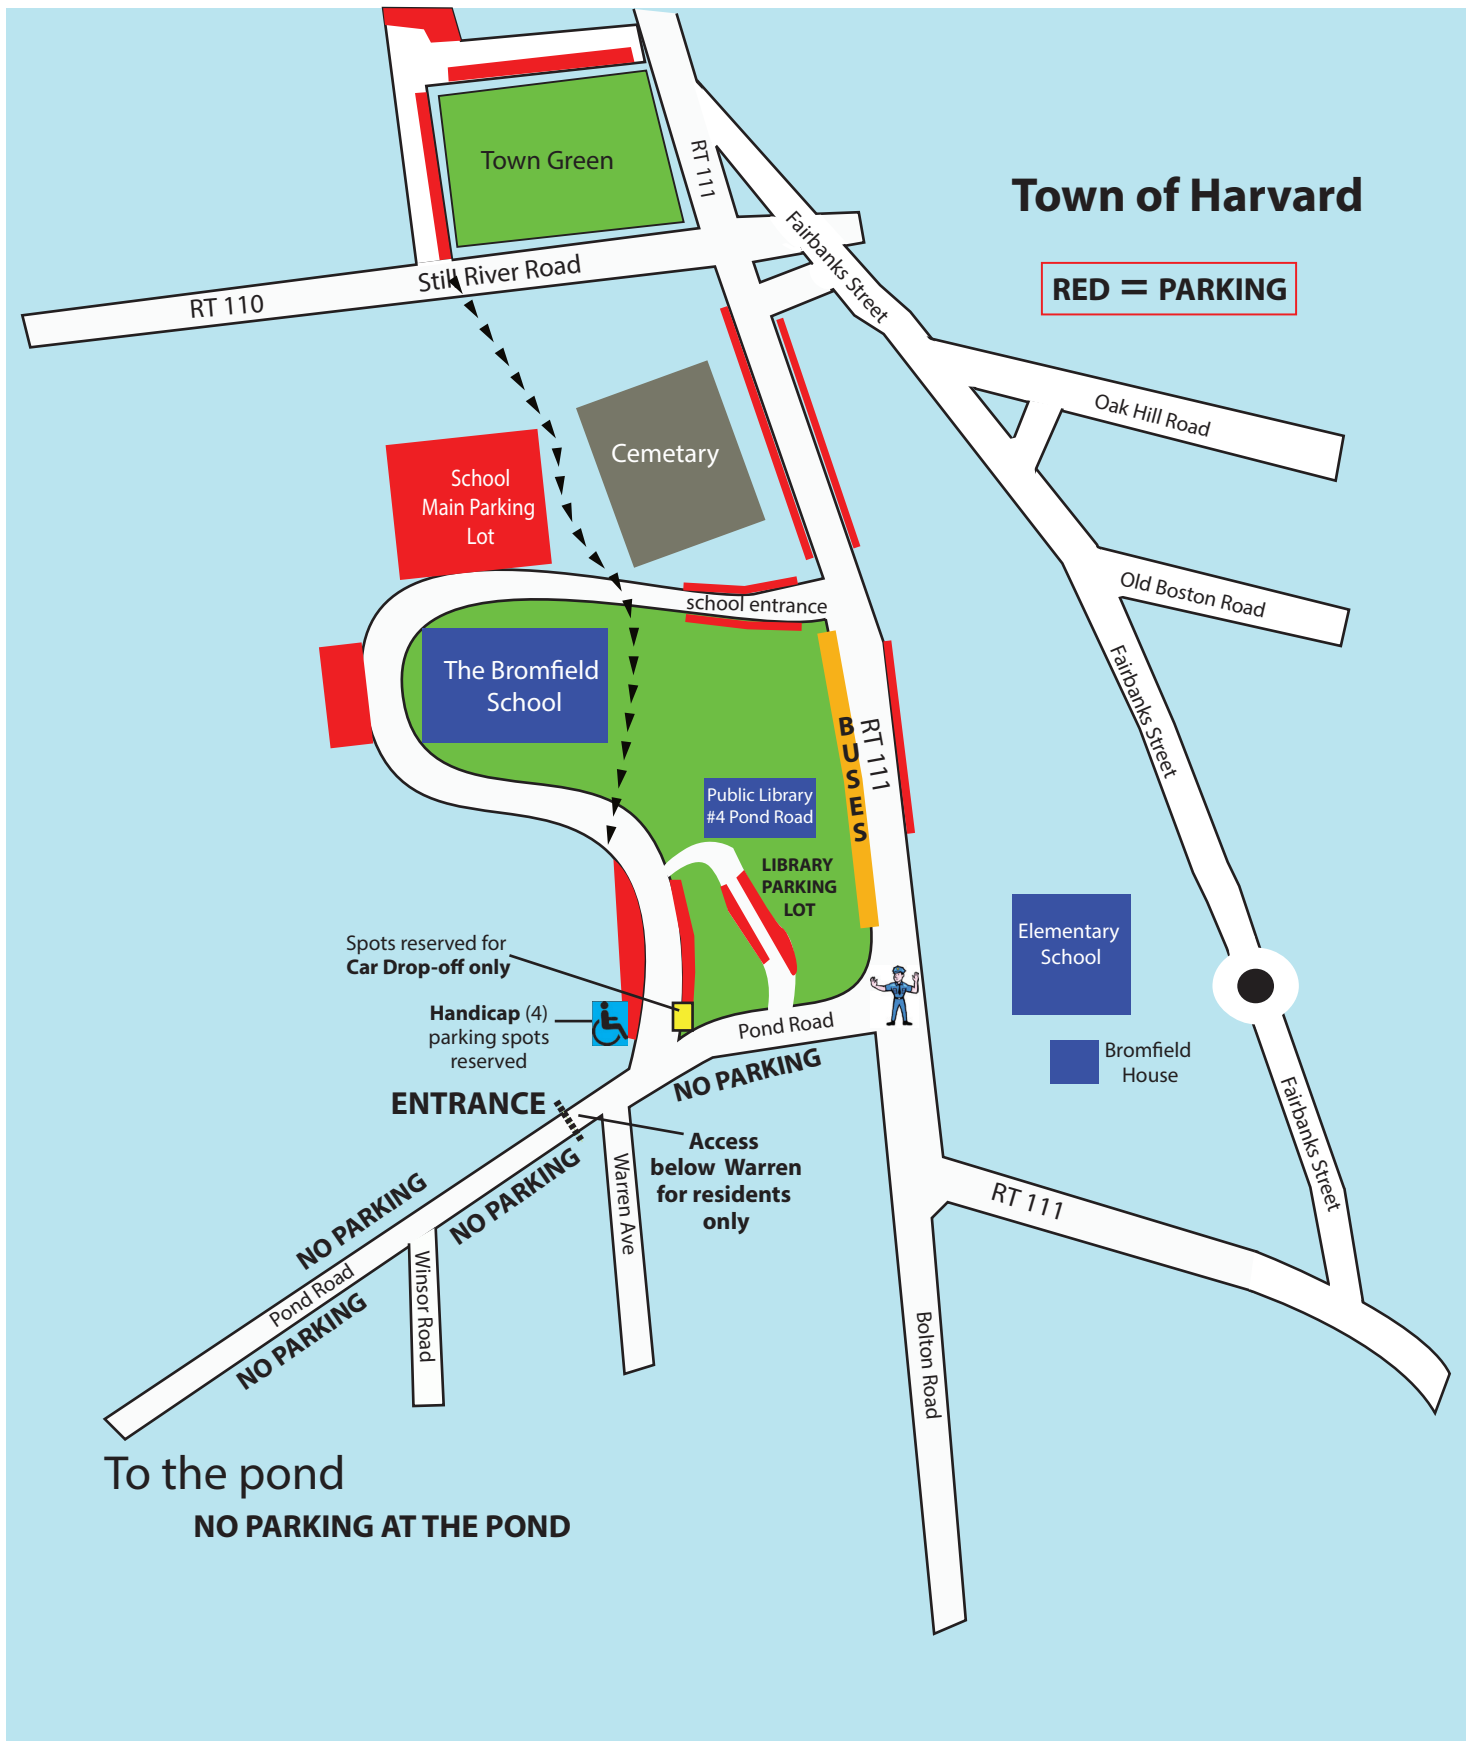 Town Green
RT 111
Town of Harvard
RED = PARKING
Fairbanks Street
Still River Road
RT 110
Oak Hill Road
Cemetary
School
Main Parking
Lot
Old Boston Road
school entrance
The Bromfield
School
Fairbanks Street
BUSES
RT 111
Public Library
#4 Pond Road
LIBRARY
PARKING
LOT
Elementary
School
Spots reserved for
Car Drop-off only
Handicap (4)
parking spots
reserved
Pond Road
NO PARKING
Bromfield
House
ENTRANCE
Access
below Warren
for residents
only
Fairbanks Street
NO PARKING
NO PARKING
Warren Ave
RT 111
Pond Road
NO PARKING
Winsor Road
Bolton Road
To the pond
NO PARKING AT THE POND